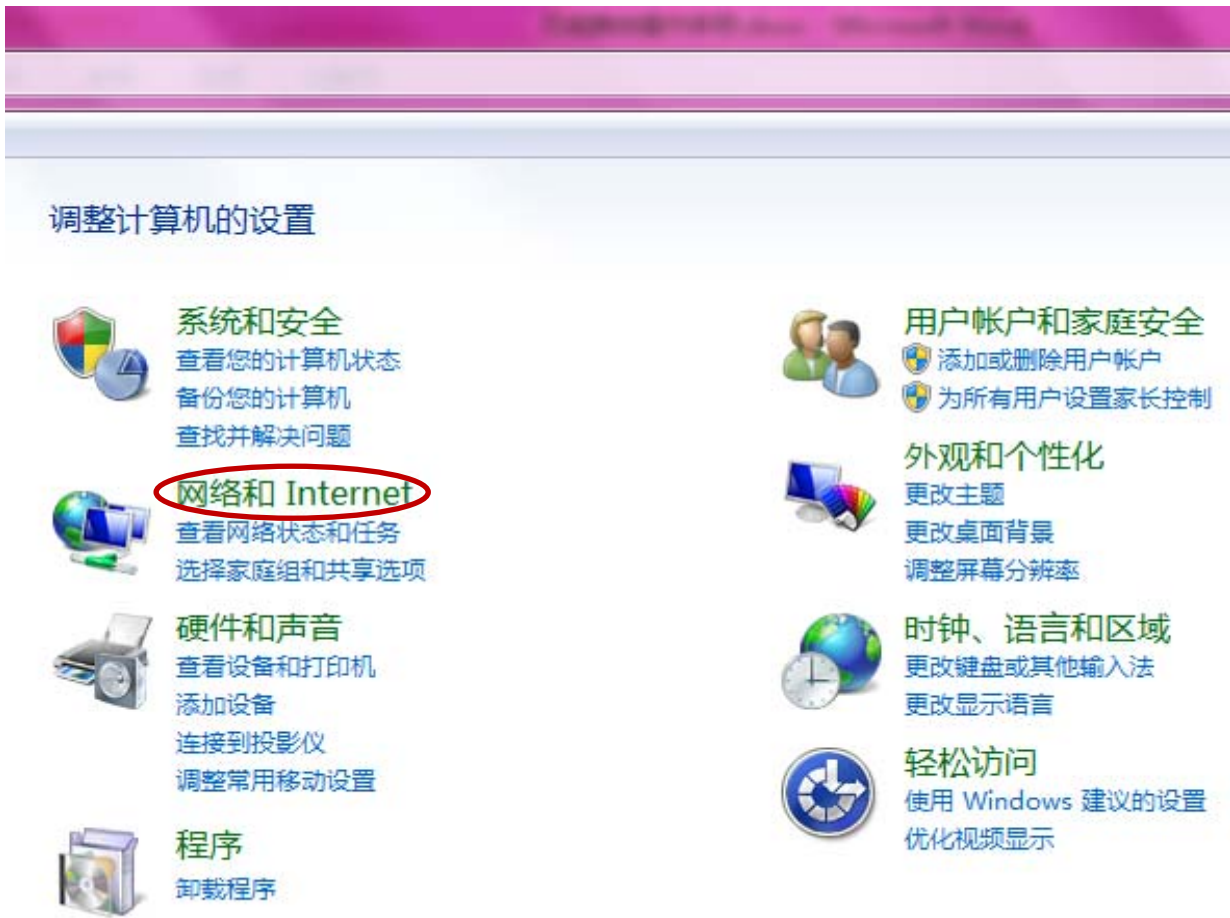 调整计算机的设置
系统和安全
查看您的计算机状态
备份您的计算机
查找并解决问题
网络和 Internet
查看网络状态和任务
选择家庭组和共享选项
硬件和声音
查看设备和打印机
添加设备
连接到投影仪
调整常用移动设置
程序
卸载程序
用户帐户和家庭安全
添加或删除用户帐户
为所有用户设置家长控制
外观和个性化
更改主题
更改桌面背景
调整屏幕分辨率
时钟、语言和区域
更改键盘或其他输入法
更改显示语言
轻松访问
使用 Windows 建议的设置
优化视频显示